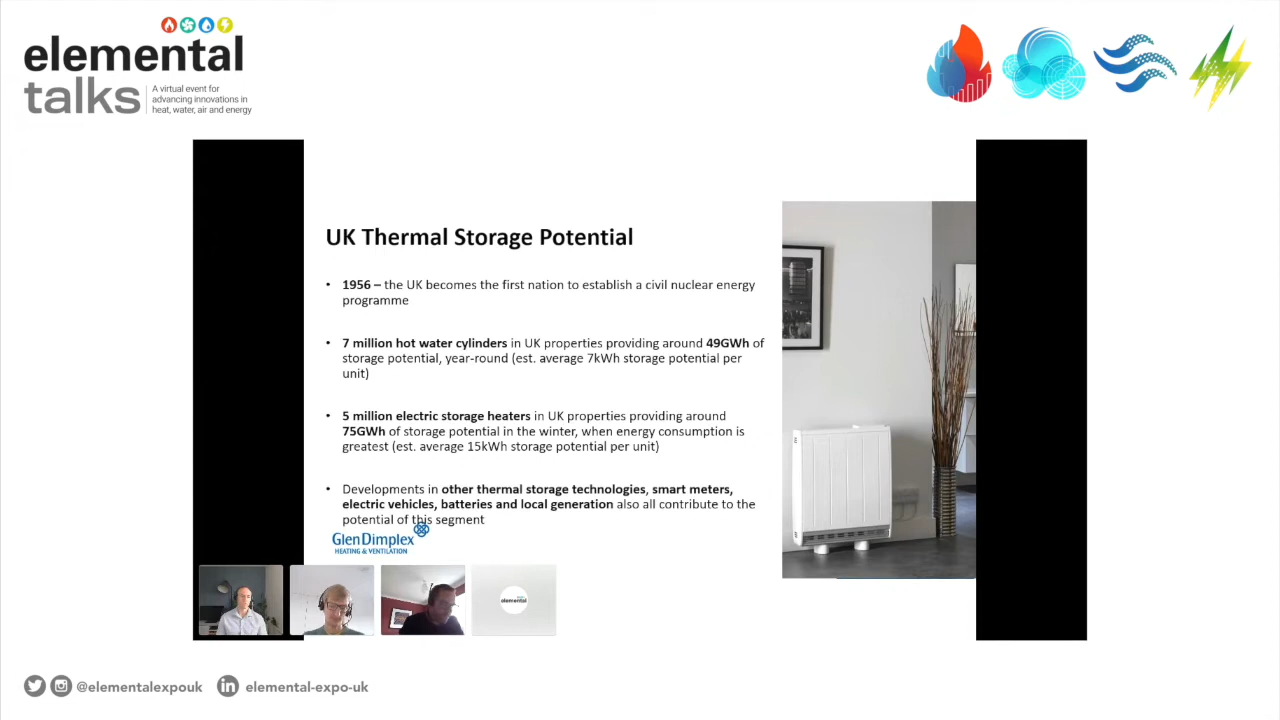 elemental
talks
A virtual event for
advancing innovations in
heat, water, air and energy
UK Thermal Storage Potential
• 1956 – the UK becomes the first nation to establish a civil nuclear energy
programme
• 7 million hot water cylinders in UK properties providing around 49GWh of
storage potential, year-round (est. average 7kWh storage potential per
unit)
• 5 million electric storage heaters in UK properties providing around
75GWh of storage potential in the winter, when energy consumption is
greatest (est. average 15kWh storage potential per unit)
• Developments in other thermal storage technologies, smart meters,
electric vehicles, batteries and local generation also all contribute to the
potential of this segment
GlenDimplex
HEATING & VENTILATION
elemental
@elementalexpouk
in
elemental-expo-uk